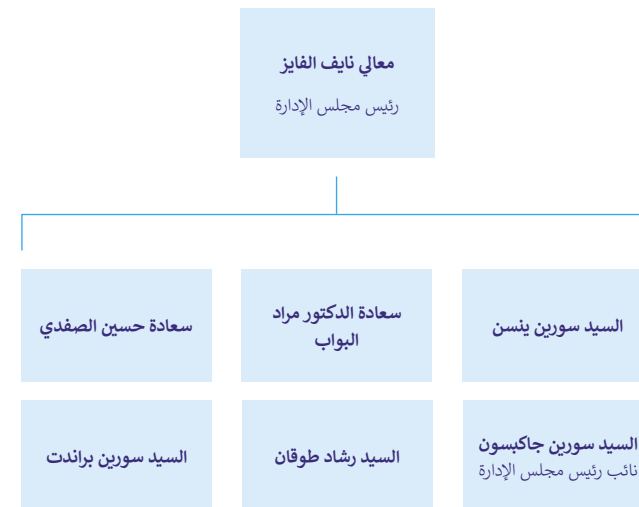 معالي نايف الفايز
رئيس مجلس الإدارة
السيد سورين ينسن
سعادة الدكتور مراد
البواب
سعادة حسين الصفدي
السيد سورين جاكبسون
نائب رئيس مجلس الإدارة
السيد رشاد طوقان
السيد سورين براندت